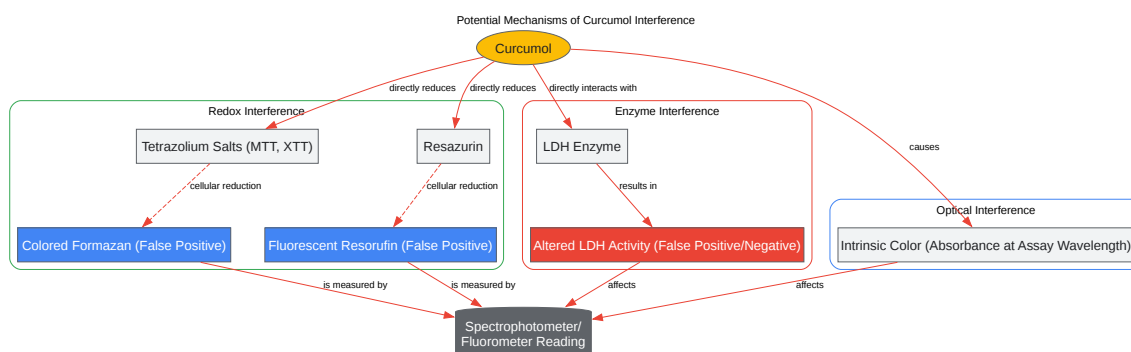 Potential Mechanisms of Curcumol Interference
Curcumol
directly reduces
directly reduces
directly interacts with
Redox Interference
Enzyme Interference
Tetrazolium Salts (MTT, XTT)
Resazurin
LDH Enzyme
causes
cellular reduction
cellular reduction
results in
Optical Interference
Colored Formazan (False Positive)
Fluorescent Resorufin (False Positive)
Altered LDH Activity (False Positive/Negative)
Intrinsic Color (Absorbance at Assay Wavelength)
is measured by
is measured by
affects
affects
Spectrophotometer/
Fluorometer Reading